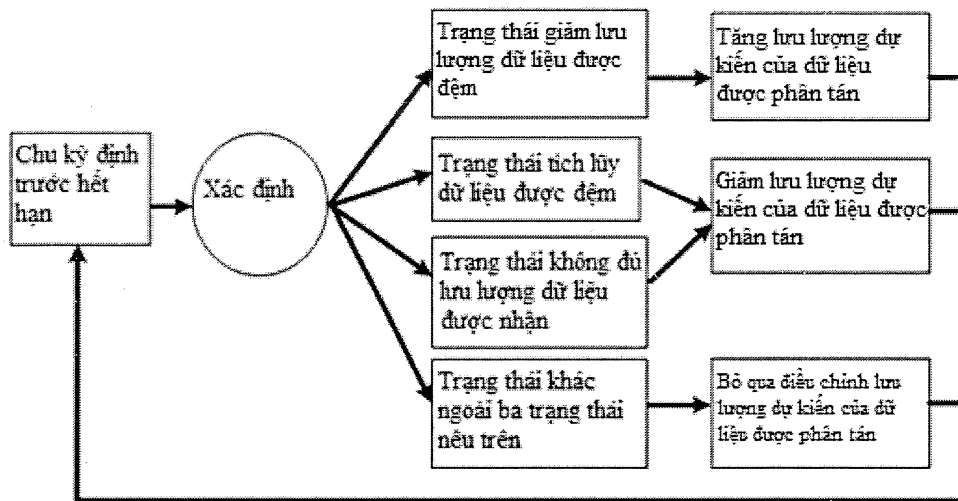 Chu kỳ định
trước hết
hạn
Xác định
Trạng thái giảm lưu
lượng dữ liệu được
đệm
Tăng lưu lượng dự
kiến của dữ liệu
được phân tán
Trạng thái tích lũy
dữ liệu được đệm
Trạng thái không đủ
lưu lượng dữ liệu
được nhận
Giảm lưu lượng dự
kiến của dữ liệu được
phân tán
Trạng thái khác
ngoài ba trạng thái
nêu trên
Bỏ qua điều chỉnh lưu
lượng dự kiến của dữ
liệu được phân tán